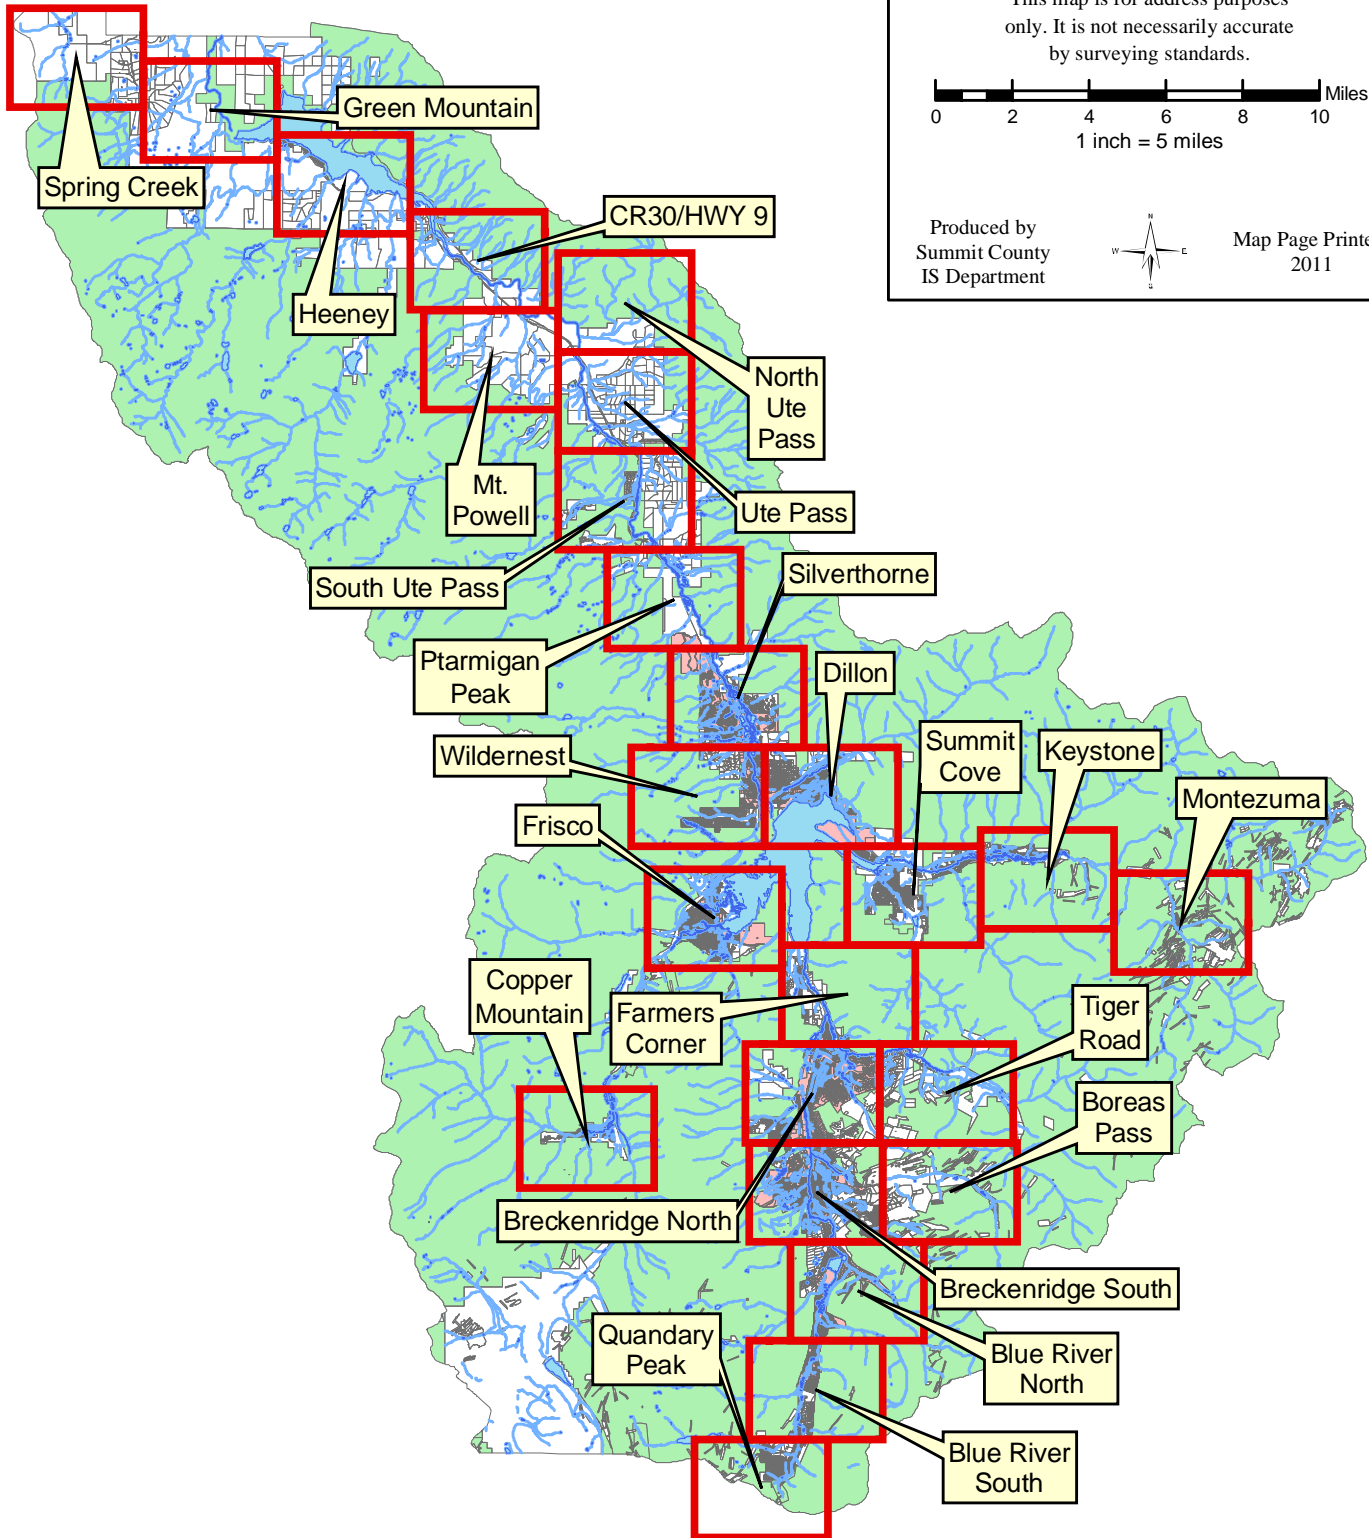 This map is for address purposes
only. It is not necessarily accurate
by surveying standards.
Miles
0 2 4 6 8 10
1 inch = 5 miles
Produced by
Summit County
IS Department
N
W E
S
Map Page Printe
2011
Green Mountain
Spring Creek
CR30/HWY 9
Heeney
North
Ute
Pass
Mt.
Powell
Ute Pass
South Ute Pass
Silverthorne
Ptarmigan
Peak
Dillon
Wildernest
Summit
Cove
Keystone
Montezuma
Frisco
Copper
Mountain
Farmers
Corner
Tiger
Road
Boreas
Pass
Breckenridge North
Breckenridge South
Quandary
Peak
Blue River
North
Blue River
South